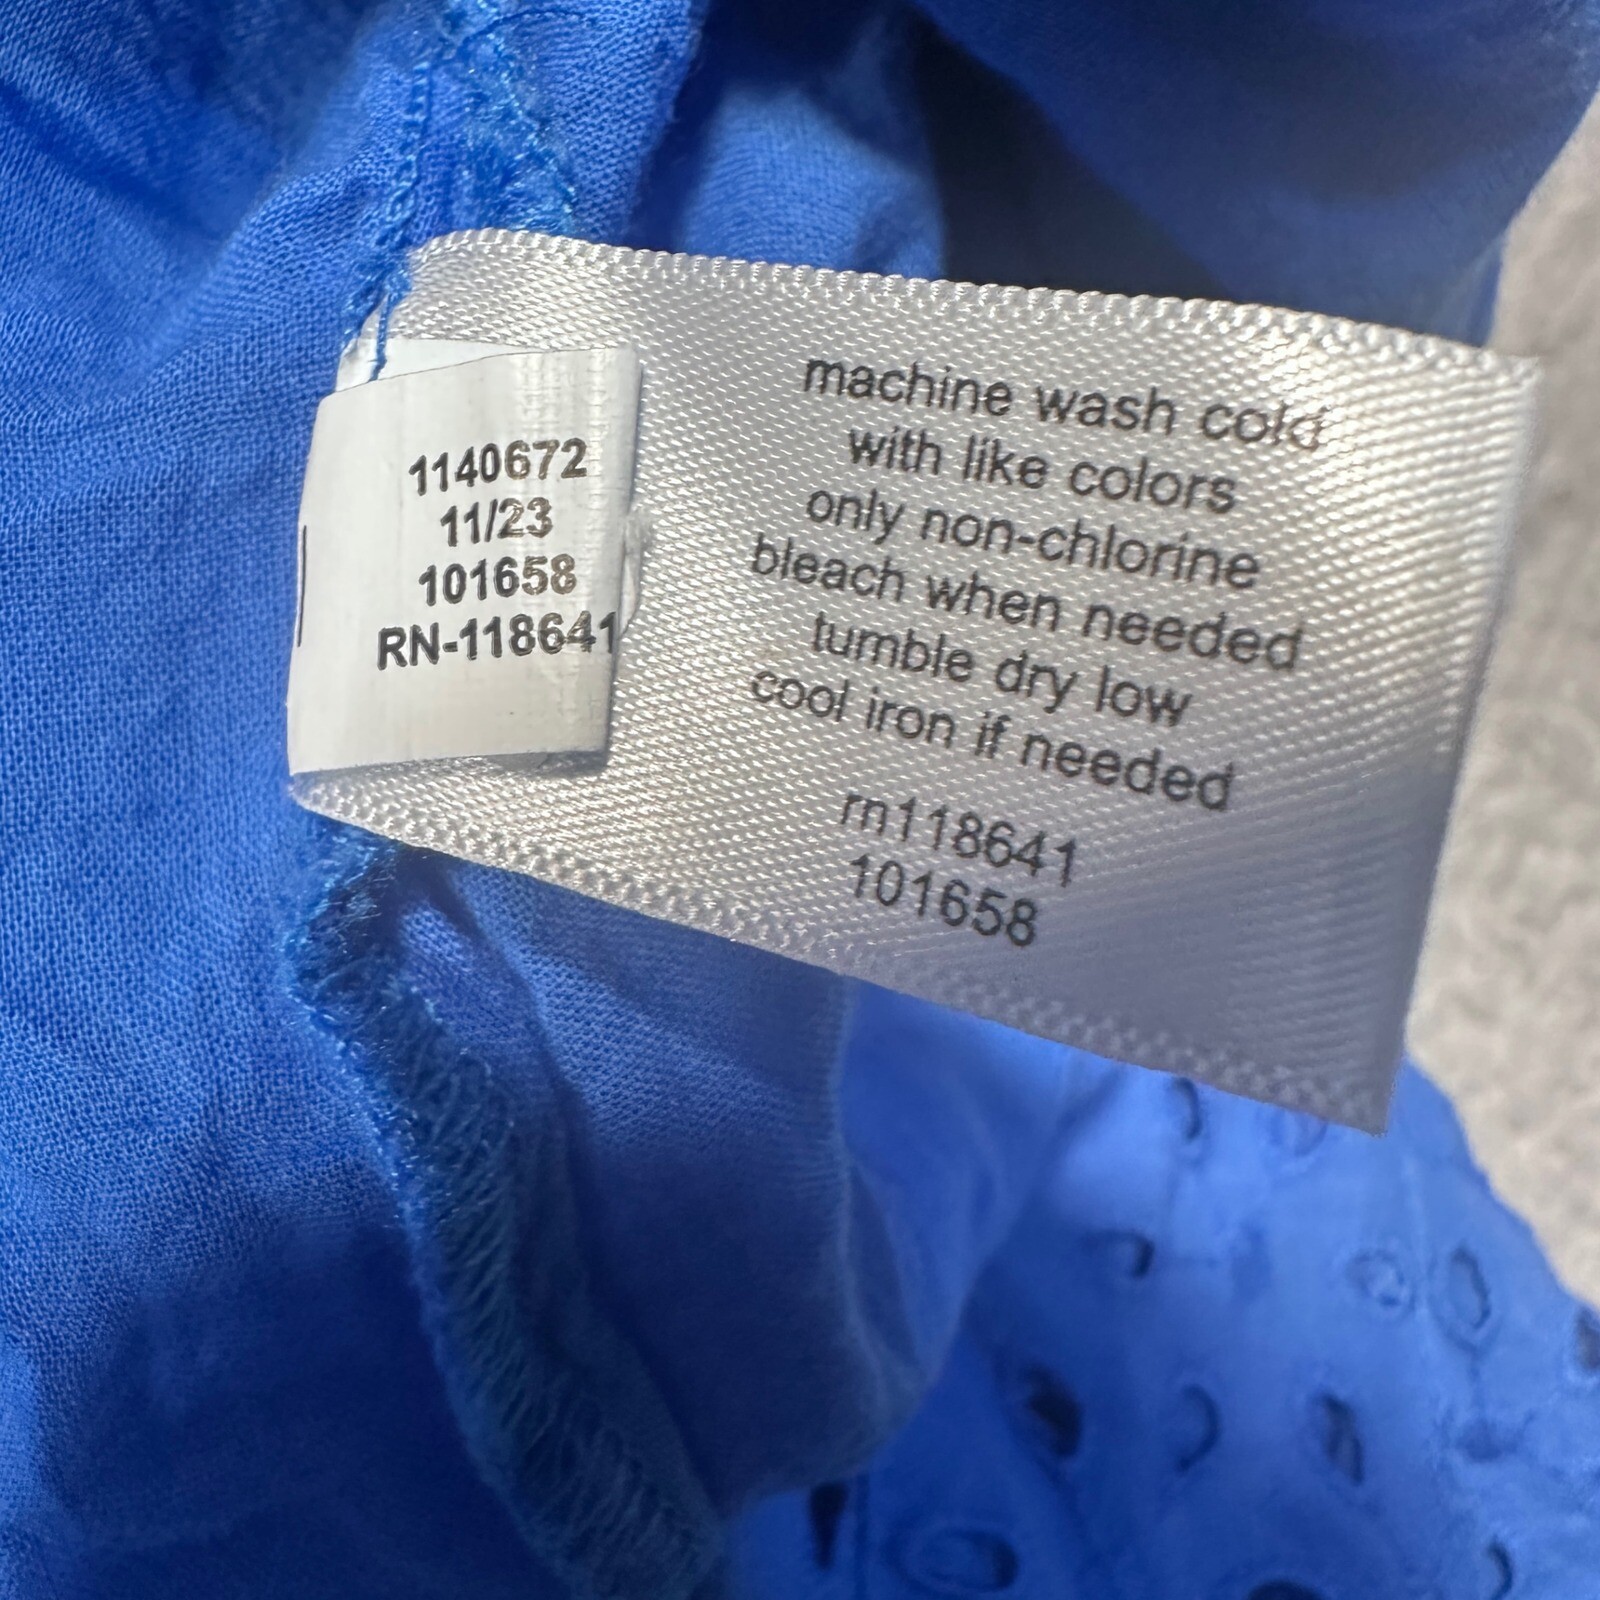 1140672
11/23
101658
RN-118641
machine wash cold
with like colors
only non-chlorine
bleach when needed
tumble dry low
cool iron if needed
rn118641
101658